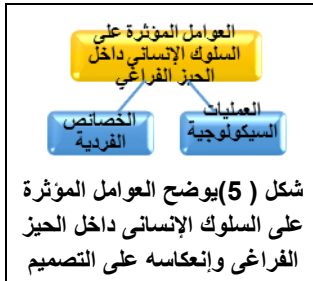 العوامل المؤثرة على
السلوك الإنسانى داخل
الحيز الفراغي
العمليات
السيكولوجية
الخصائص
الفردية
شكل ( 5)يوضح العوامل المؤثرة
على السلوك الإنسانى داخل الحيز
الفراغى وإنعكاسه على التصميم